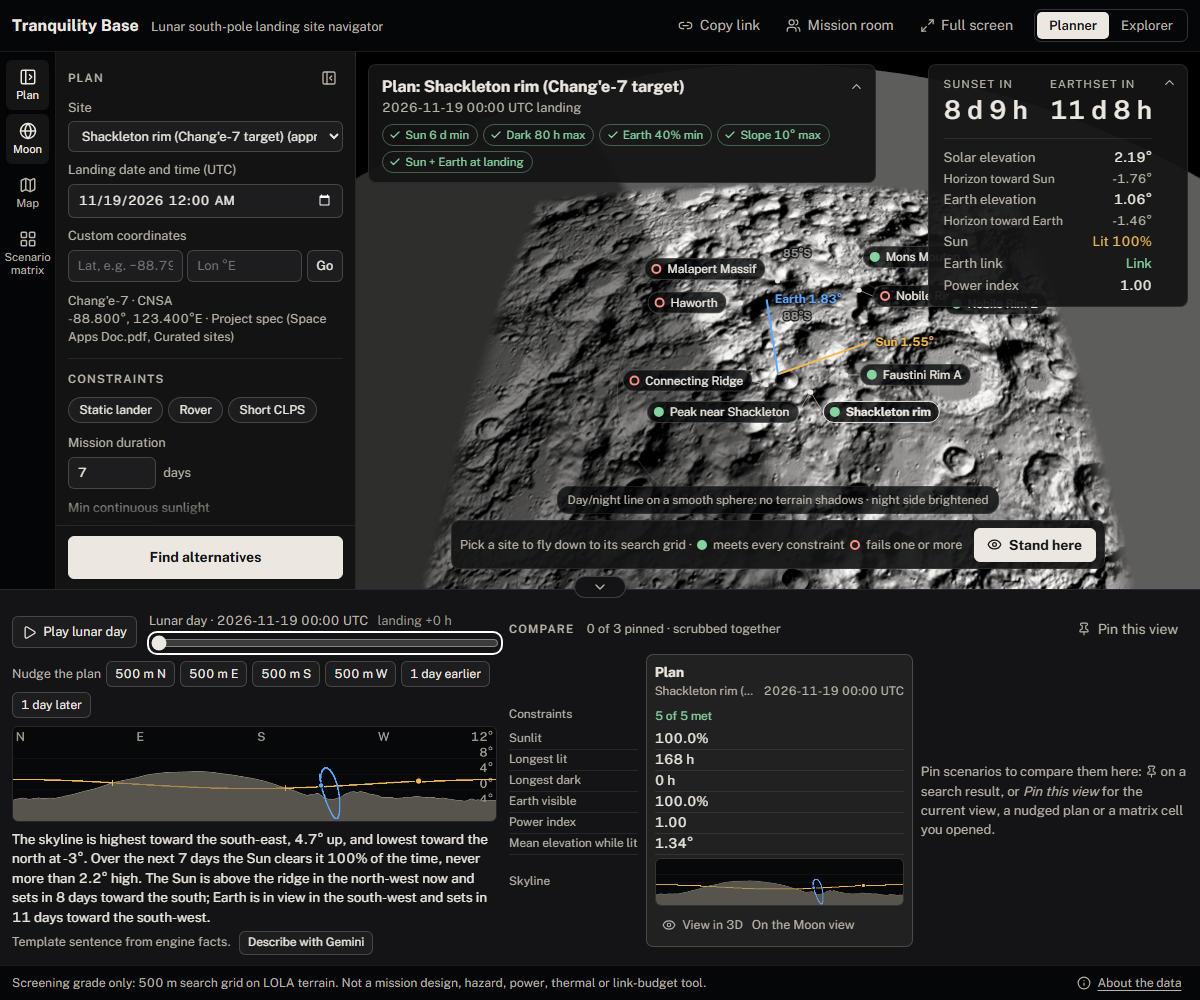 Tranquility Base
Lunar south-pole landing site navigator
Copy link
Mission room
Full screen
Planner
Explorer
Plan
Moon
Map
Scenario
matrix
PLAN
Site
Shackleton rim (Chang'e-7 target) (appr
Landing date and time (UTC)
11/19/2026 12:00 AM
Custom coordinates
Lat, e.g. −88.79
Lon °E
Go
Chang'e-7 · CNSA
-88.800°, 123.400°E · Project spec (Space
Apps Doc.pdf, Curated sites)
CONSTRAINTS
Static lander
Rover
Short CLPS
Mission duration
7
days
Min continuous sunlight
Find alternatives
Plan: Shackleton rim (Chang'e-7 target)
2026-11-19 00:00 UTC landing
Sun 6 d min
Dark 80 h max
Earth 40% min
Slope 10° max
Sun + Earth at landing
SUNSET IN
8 d 9 h
EARTHSET IN
11 d 8 h
Solar elevation 2.19°
Horizon toward Sun -1.76°
Earth elevation 1.06°
Horizon toward Earth -1.46°
Sun Lit 100%
Earth link Link
Power index 1.00
85°S
Mons M
Malapert Massif
Haworth
Earth 1.83°
88°S
Nobile
Sun 1.55°
Faustini Rim A
Connecting Ridge
Peak near Shackleton
Shackleton rim
Day/night line on a smooth sphere: no terrain shadows · night side brightened
Pick a site to fly down to its search grid · meets every constraint fails one or more
Stand here
Play lunar day
Lunar day · 2026-11-19 00:00 UTC landing +0 h
Nudge the plan
500 m N
500 m E
500 m S
500 m W
1 day earlier
1 day later
N E S W
12°
8°
4°
0°
4°
The skyline is highest toward the south-east, 4.7° up, and lowest toward the
north at -3°. Over the next 7 days the Sun clears it 100% of the time, never
more than 2.2° high. The Sun is above the ridge in the north-west now and
sets in 8 days toward the south; Earth is in view in the south-west and sets in
11 days toward the south-west.
Template sentence from engine facts.
Describe with Gemini
COMPARE
0 of 3 pinned · scrubbed together
Pin this view
Plan
Shackleton rim (... 2026-11-19 00:00 UTC
Constraints 5 of 5 met
Sunlit 100.0%
Longest lit 168 h
Longest dark 0 h
Earth visible 100.0%
Power index 1.00
Mean elevation while lit 1.34°
Skyline
View in 3D
On the Moon view
Pin scenarios to compare them here: on a
search result, or Pin this view for the
current view, a nudged plan or a matrix cell
you opened.
Screening grade only: 500 m search grid on LOLA terrain. Not a mission design, hazard, power, thermal or link-budget tool.
About the data